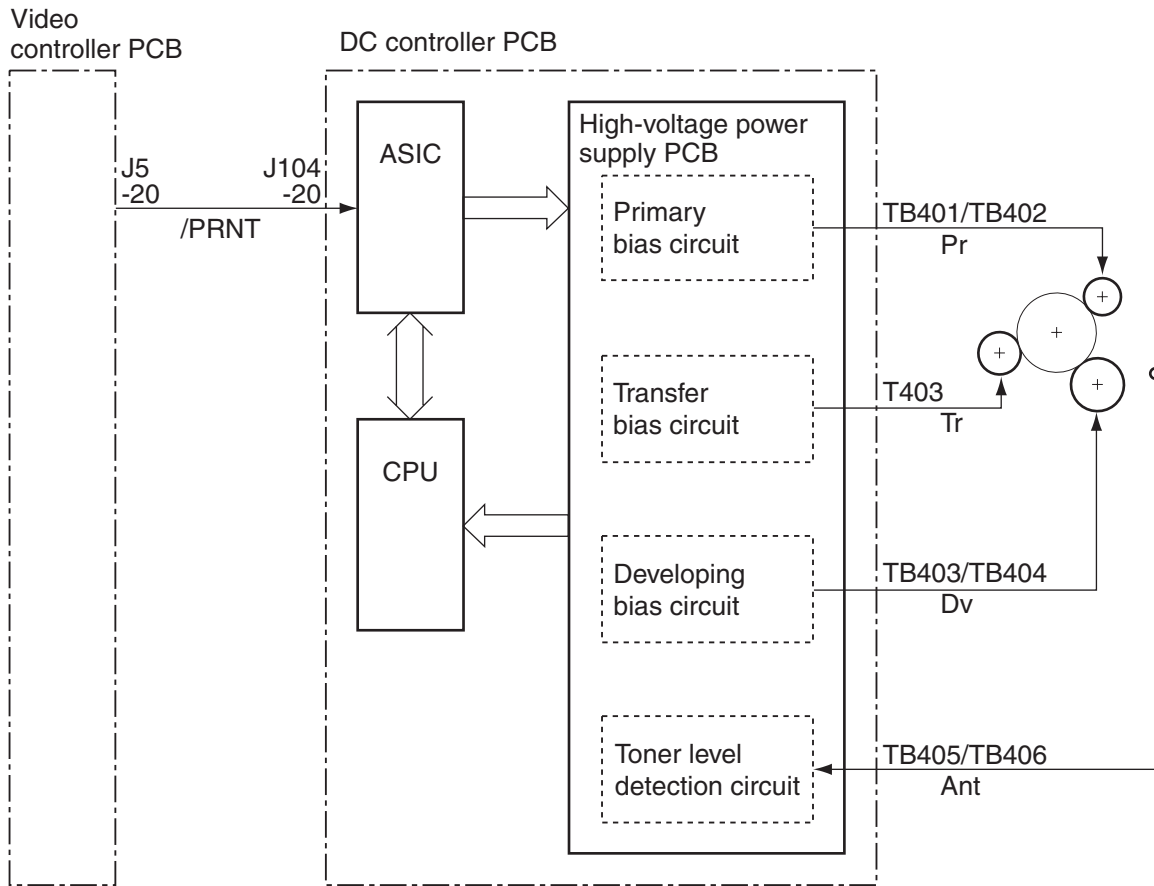 Video
controller PCB
DC controller PCB
J5
-20
J104
-20
/PRNT
ASIC
CPU
High-voltage power
supply PCB
Primary
bias circuit
TB401/TB402
Pr
Transfer
bias circuit
T403
Tr
Developing
bias circuit
TB403/TB404
Dv
Toner level
detection circuit
TB405/TB406
Ant